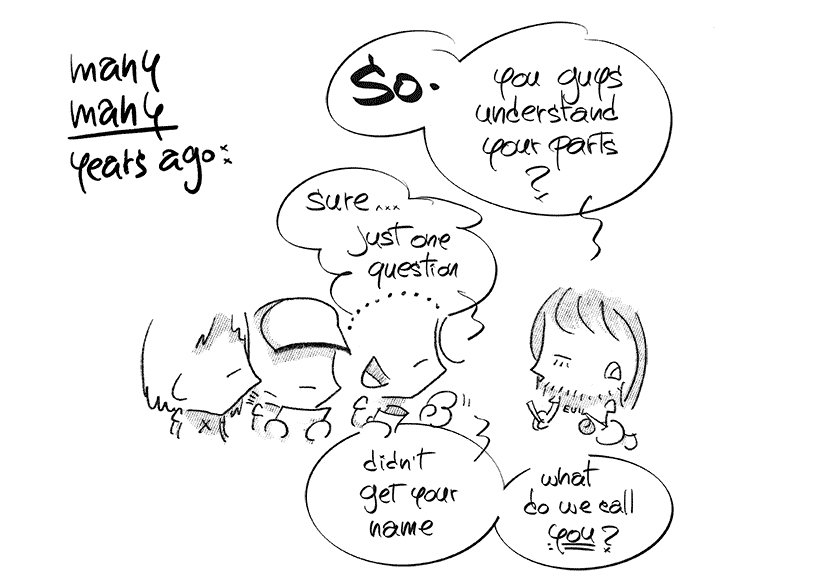 many
many
years ago:
So.
you guys
understand
your parts
?
sure...
just one
question
EVIL
didn't
get your
name
what
do we call
you?